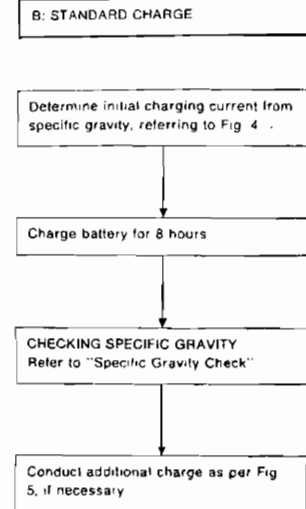 B: STANDARD CHARGE
Determine initial charging current from
specific gravity, referring to Fig 4 .
Charge battery for 8 hours
CHECKING SPECIFIC GRAVITY
Refer to "Specific Gravity Check"
Conduct additional charge as per Fig
5, if necessary